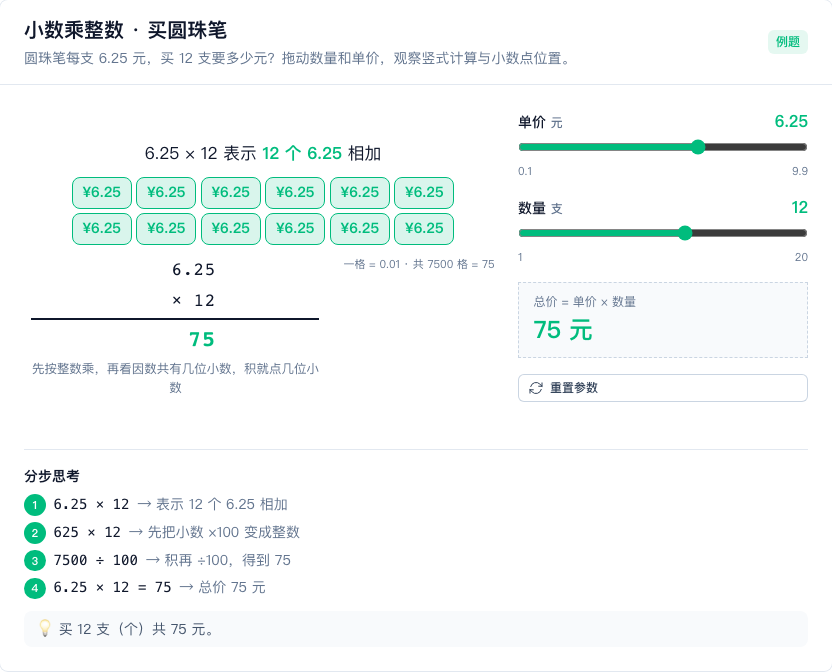 小数乘整数 · 买圆珠笔
圆珠笔每支 6.25 元，买 12 支要多少元？拖动数量和单价，观察竖式计算与小数点位置。
例题
6.25 × 12 表示 12 个 6.25 相加
¥6.25 ¥6.25 ¥6.25 ¥6.25 ¥6.25 ¥6.25
¥6.25 ¥6.25 ¥6.25 ¥6.25 ¥6.25 ¥6.25
6.25
× 12
75
先按整数乘，再看因数共有几位小数，积就点几位小
数
一格 = 0.01 · 共 7500 格 = 75
单价 元 6.25
0.1 9.9
数量 支 12
1 20
总价 = 单价 × 数量
75 元
重置参数
分步思考
1 6.25 × 12 → 表示 12 个 6.25 相加
2 625 × 12 → 先把小数 ×100 变成整数
3 7500 ÷ 100 → 积再 ÷100，得到 75
4 6.25 × 12 = 75 → 总价 75 元
💡 买 12 支（个）共 75 元。